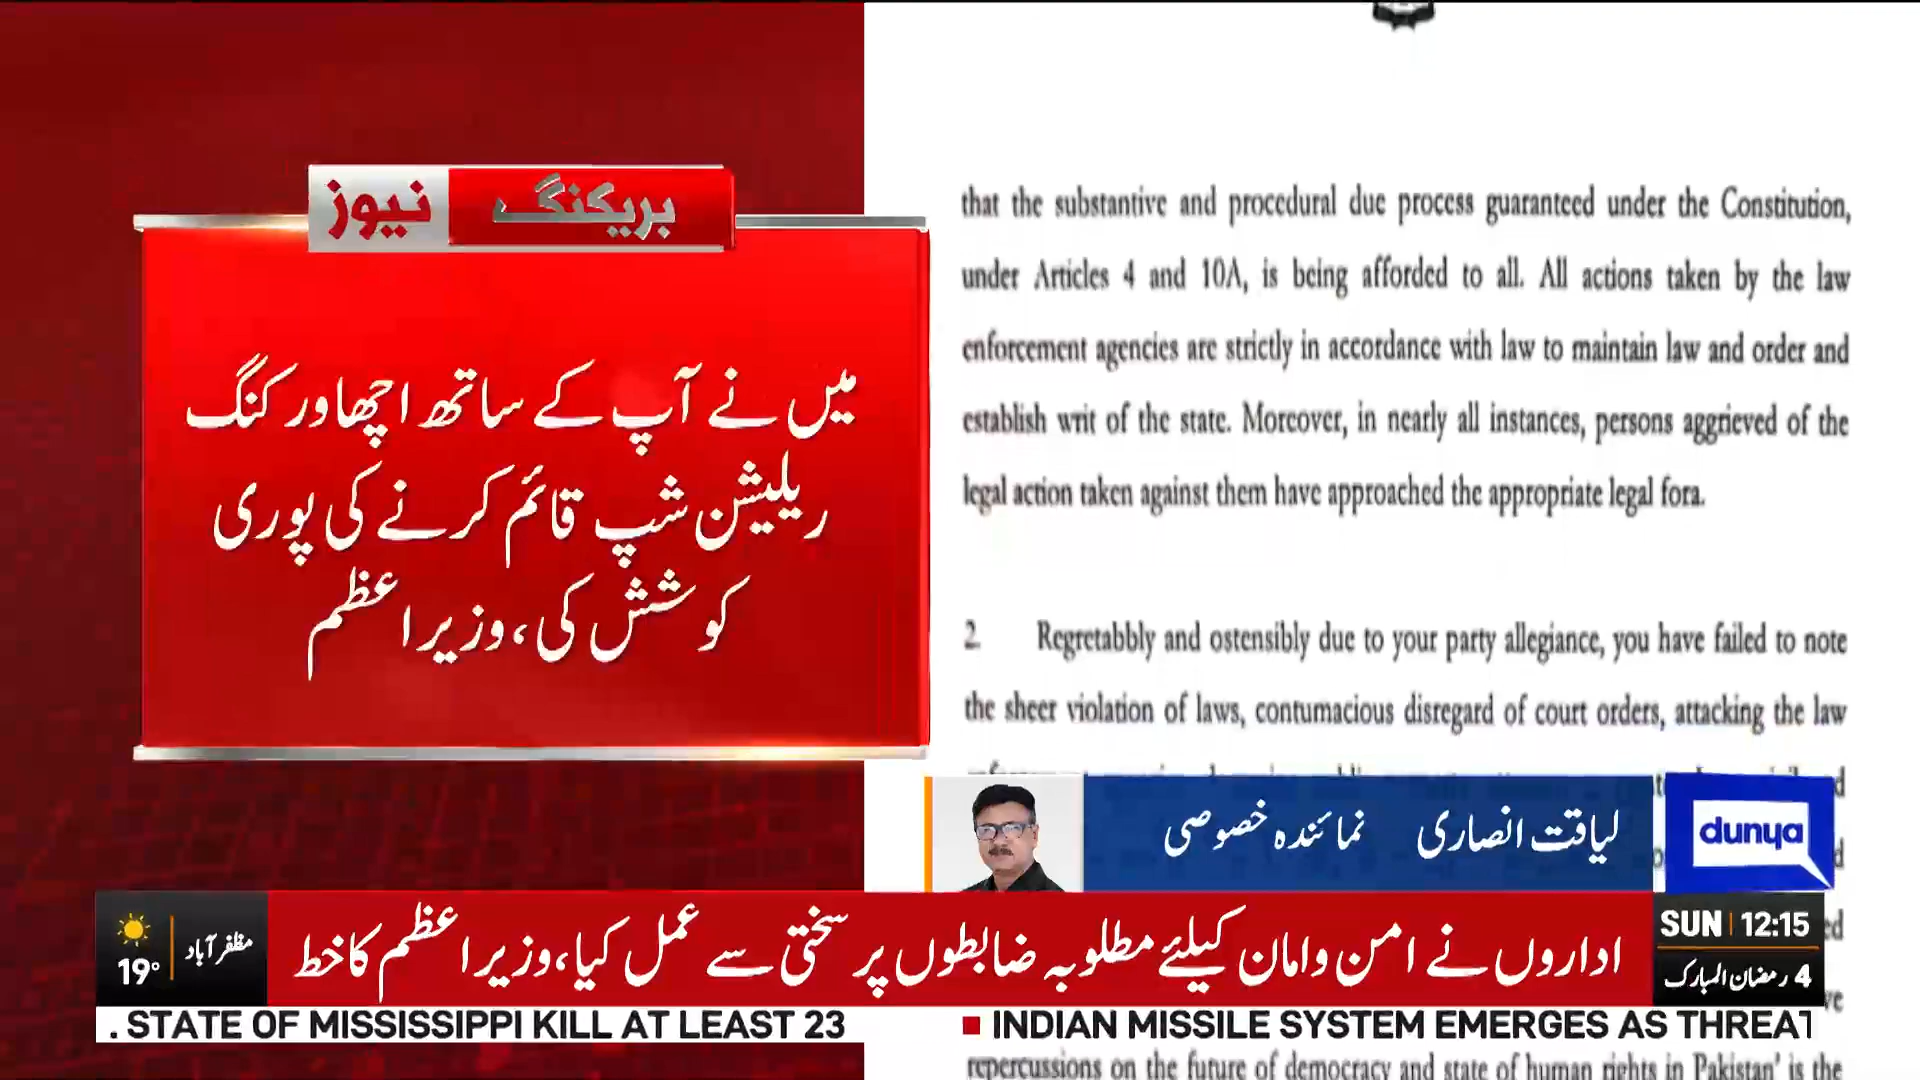 بریکنگ نیوز
میں نے آپ کے ساتھ اچھا ورکنگ
ریلیشن شپ قائم کرنے کی پوری
کوشش کی، وزیراعظم
that the substantive and procedural due process guaranteed under the Constitution,
under Articles 4 and 10A, is being afforded to all. All actions taken by the law
enforcement agencies are strictly in accordance with law to maintain law and order and
establish writ of the state. Moreover, in nearly all instances, persons aggrieved of the
legal action taken against them have approached the appropriate legal fora.
2. Regretabbly and ostensibly due to your party allegiance, you have failed to note
the sheer violation of laws, contumacious disregard of court orders, attacking the law
لیاقت انصاری نمائندہ خصوصی
dunya
اداروں نے امن و امان کیلئے مطلوبہ ضابطوں پر سختی سے عمل کیا، وزیراعظم کا خط
مظفر آباد
19°
SUN 12:15
4 رمضان المبارک
. STATE OF MISSISSIPPI KILL AT LEAST 23
INDIAN MISSILE SYSTEM EMERGES AS THREAT
repercussions on the future of democracy and state of human rights in Pakistan' is the